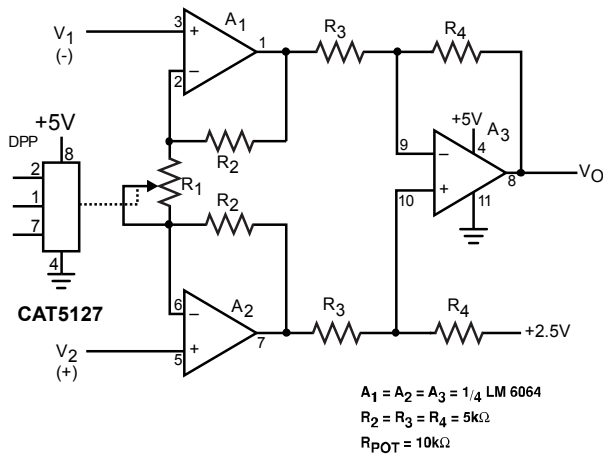 A1
R3
R4
V1
(-)
3
+
1
2
–
R2
+5V
DPP
8
2
1
7
4
R1
R2
CAT5127
+5V
A3
9
–
4
10
+
8
11
VO
6
–
A2
7
5
+
V2
(+)
R3
R4
+2.5V
A1 = A2 = A3 = 1/4 LM 6064
R2 = R3 = R4 = 5kΩ
RPOT = 10kΩ